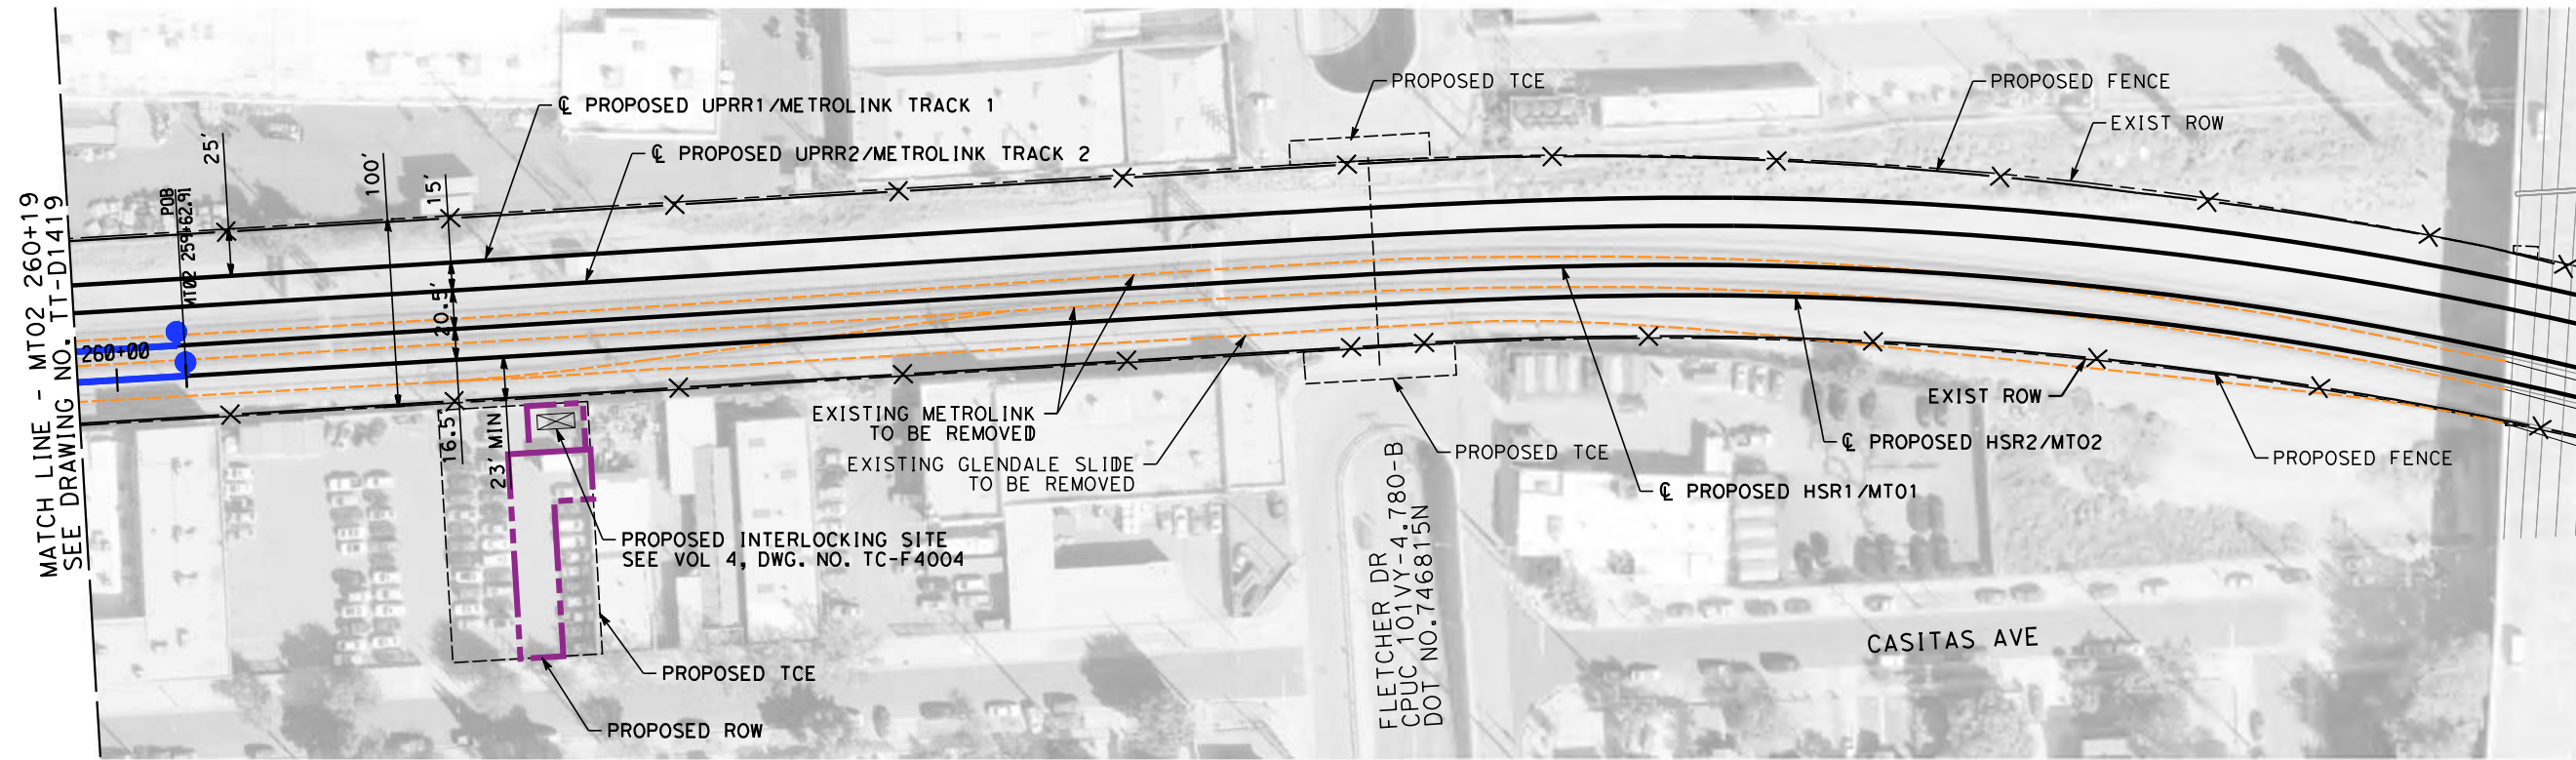 MATCH LINE - MT02 260+19
SEE DRAWING NO. TT-D1419
25'
POB
MT02 259+62.91
260+00
100'
15'
20.5'
16.5'
23' MIN
℄ PROPOSED UPRR1/METROLINK TRACK 1
℄ PROPOSED UPRR2/METROLINK TRACK 2
PROPOSED TCE
PROPOSED FENCE
EXIST ROW
EXISTING METROLINK
TO BE REMOVED
EXISTING GLENDALE SLIDE
TO BE REMOVED
PROPOSED INTERLOCKING SITE
SEE VOL 4, DWG. NO. TC-F4004
PROPOSED TCE
PROPOSED ROW
FLETCHER DR
CPUC 101VY-4.780-B
DOT NO.746815N
PROPOSED TCE
℄ PROPOSED HSR1/MT01
℄ PROPOSED HSR2/MT02
EXIST ROW
PROPOSED FENCE
CASITAS AVE